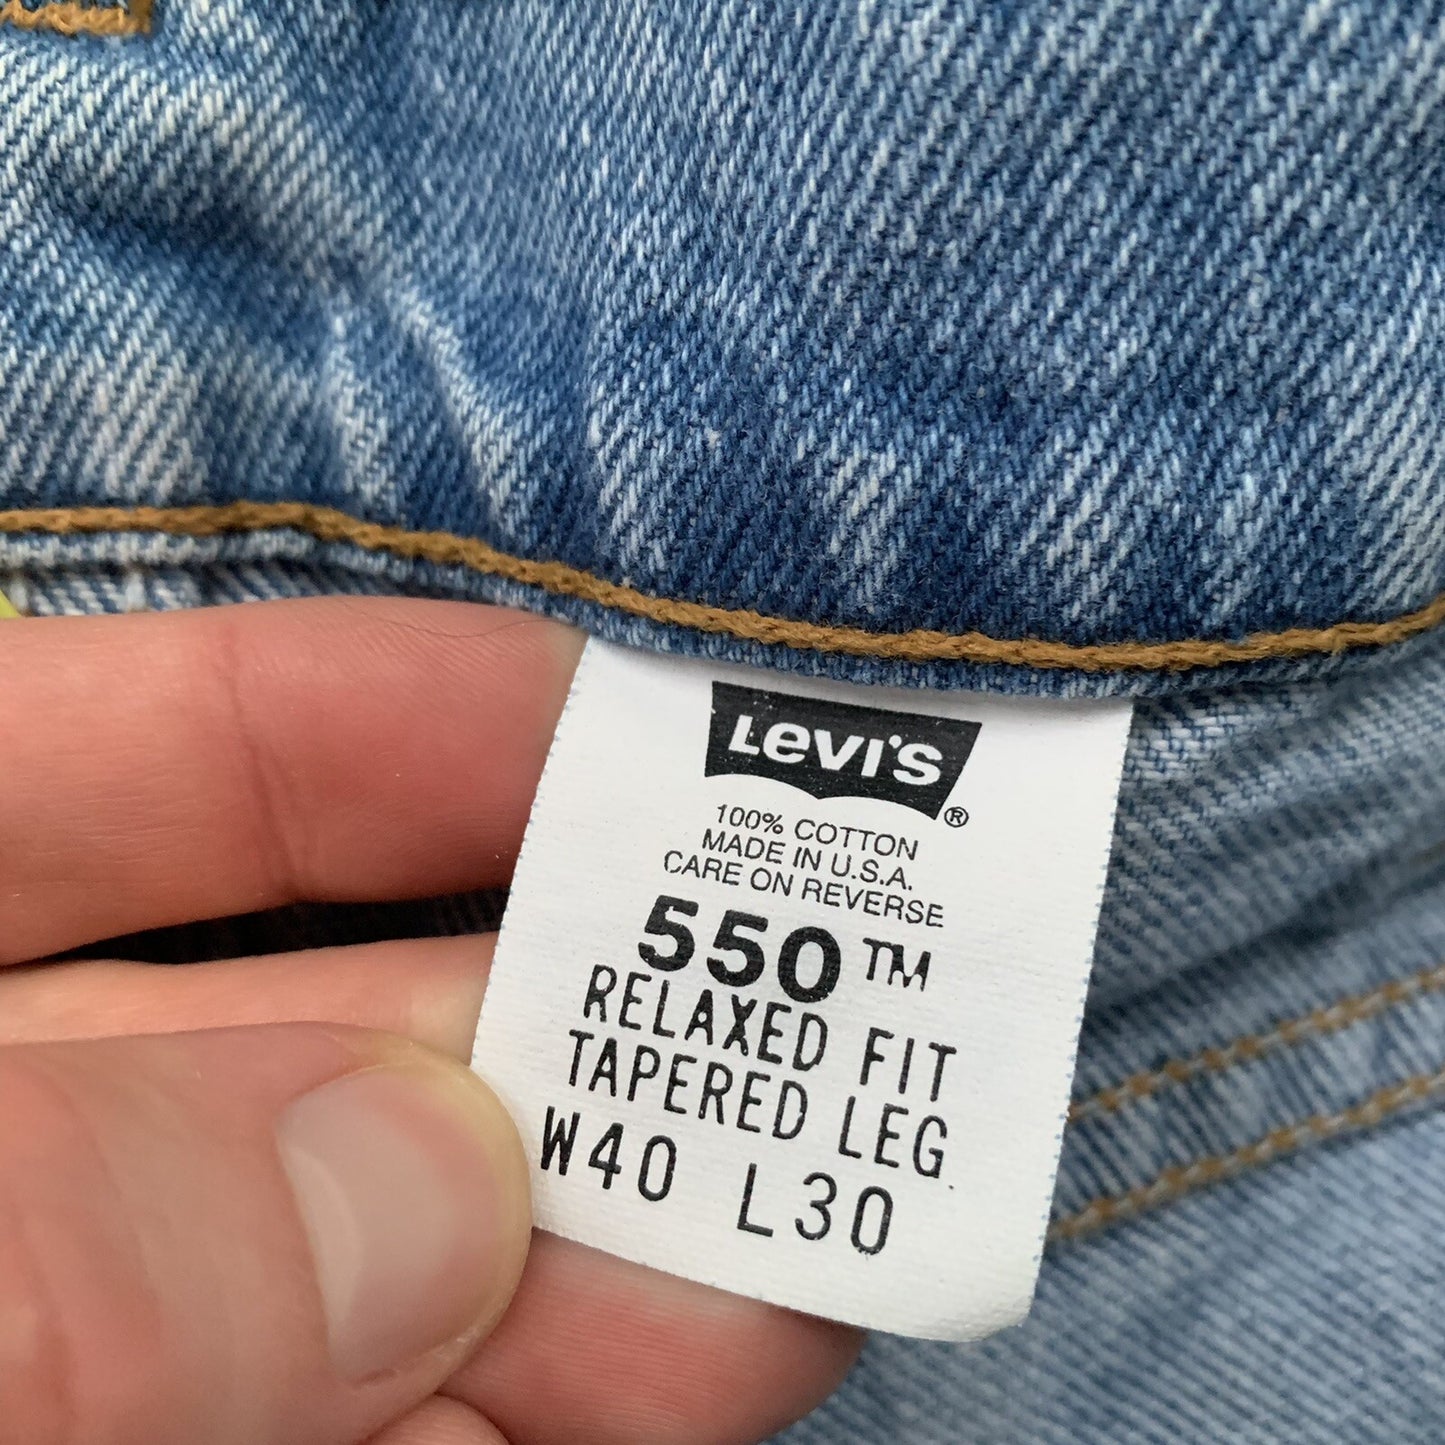 Levi's ®
100% COTTON
MADE IN U.S.A.
CARE ON REVERSE
550™
RELAXED FIT
TAPERED LEG
W40 L30